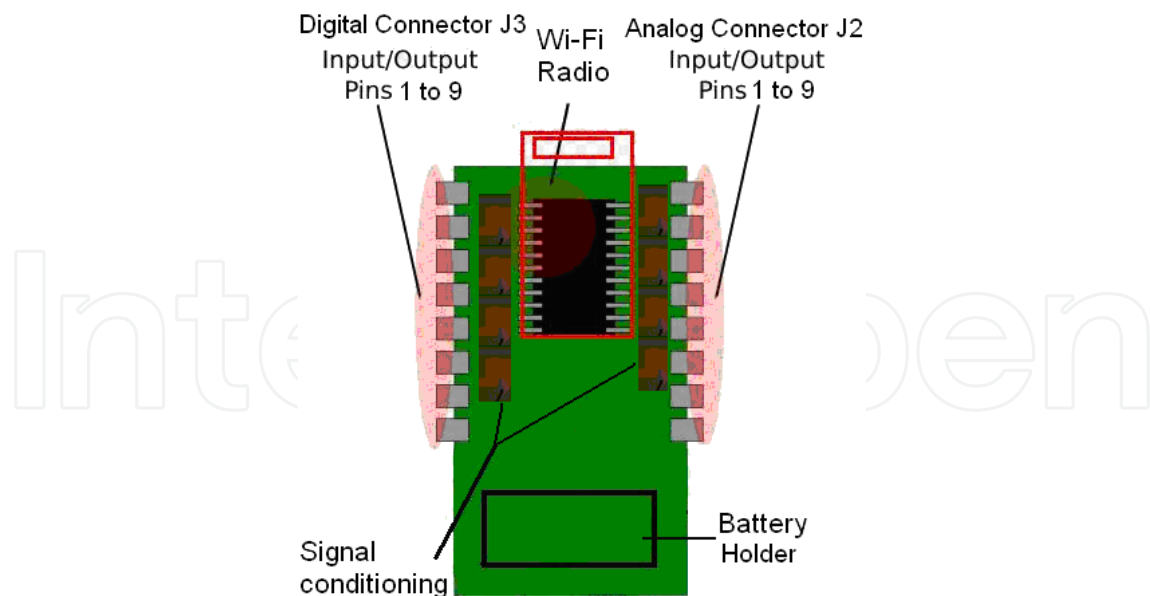 Digital Connector J3
Input/Output
Pins 1 to 9
Wi-Fi
Radio
Analog Connector J2
Input/Output
Pins 1 to 9
Signal
conditioning
Battery
Holder